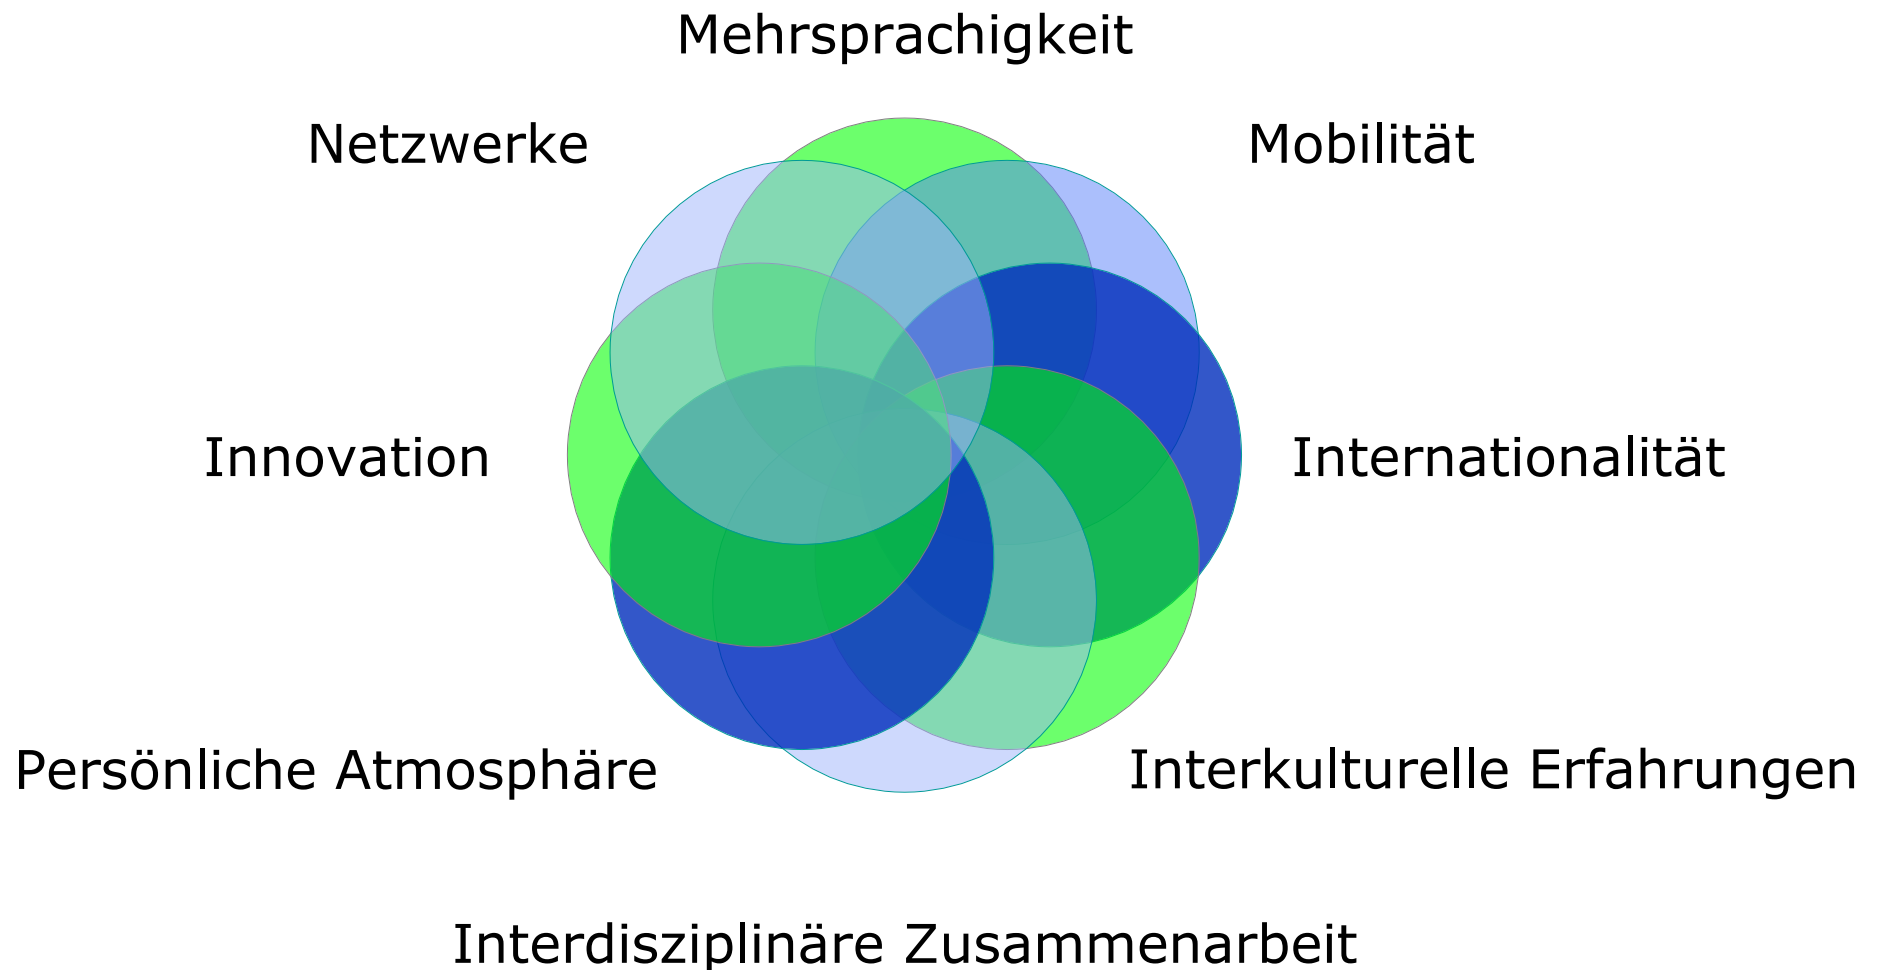 Mehrsprachigkeit
Netzwerke
Mobilität
Innovation
Internationalität
Persönliche Atmosphäre
Interkulturelle Erfahrungen
Interdisziplinäre Zusammenarbeit